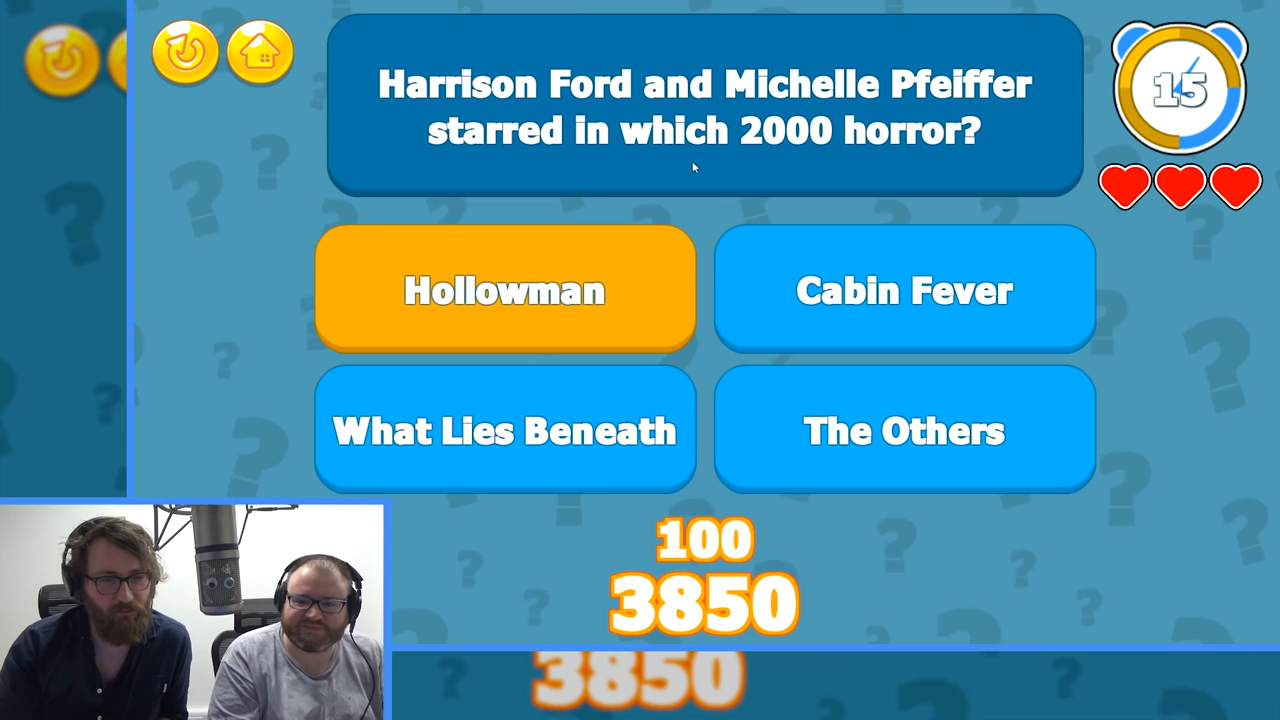 Harrison Ford and Michelle Pfeiffer
starred in which 2000 horror?
15
Hollowman
Cabin Fever
What Lies Beneath
The Others
100
3850
3850